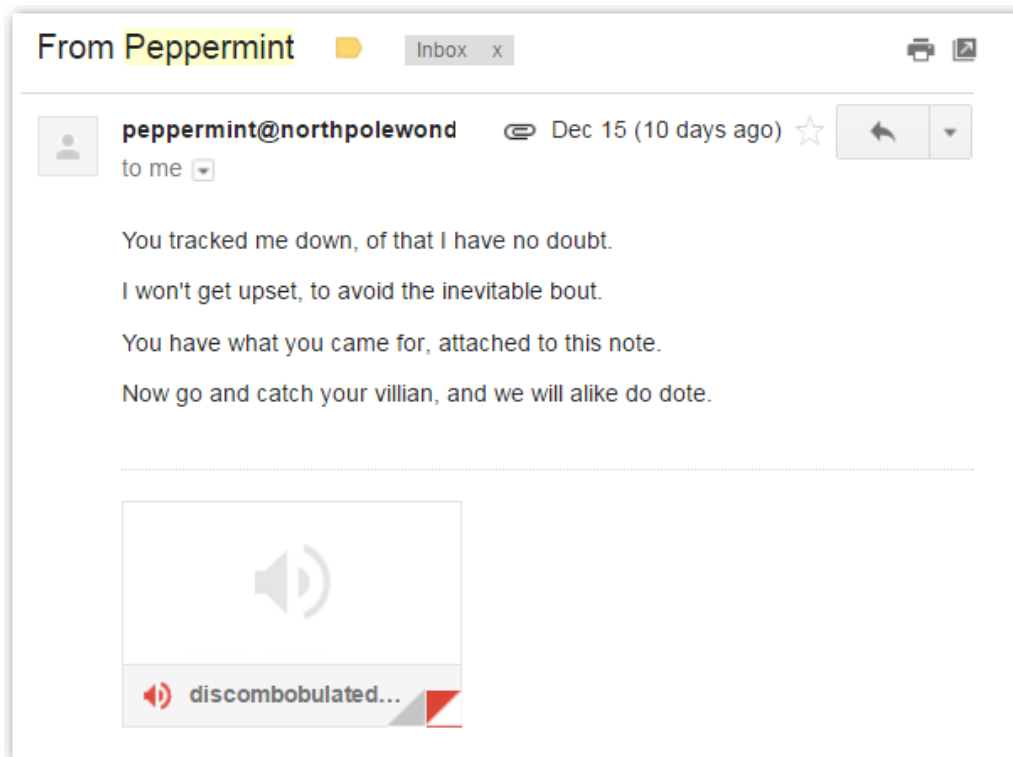 From Peppermint
Inbox x
peppermint@northpolewond Dec 15 (10 days ago)
to me
You tracked me down, of that I have no doubt.
I won't get upset, to avoid the inevitable bout.
You have what you came for, attached to this note.
Now go and catch your villian, and we will alike do dote.
discombobulated...